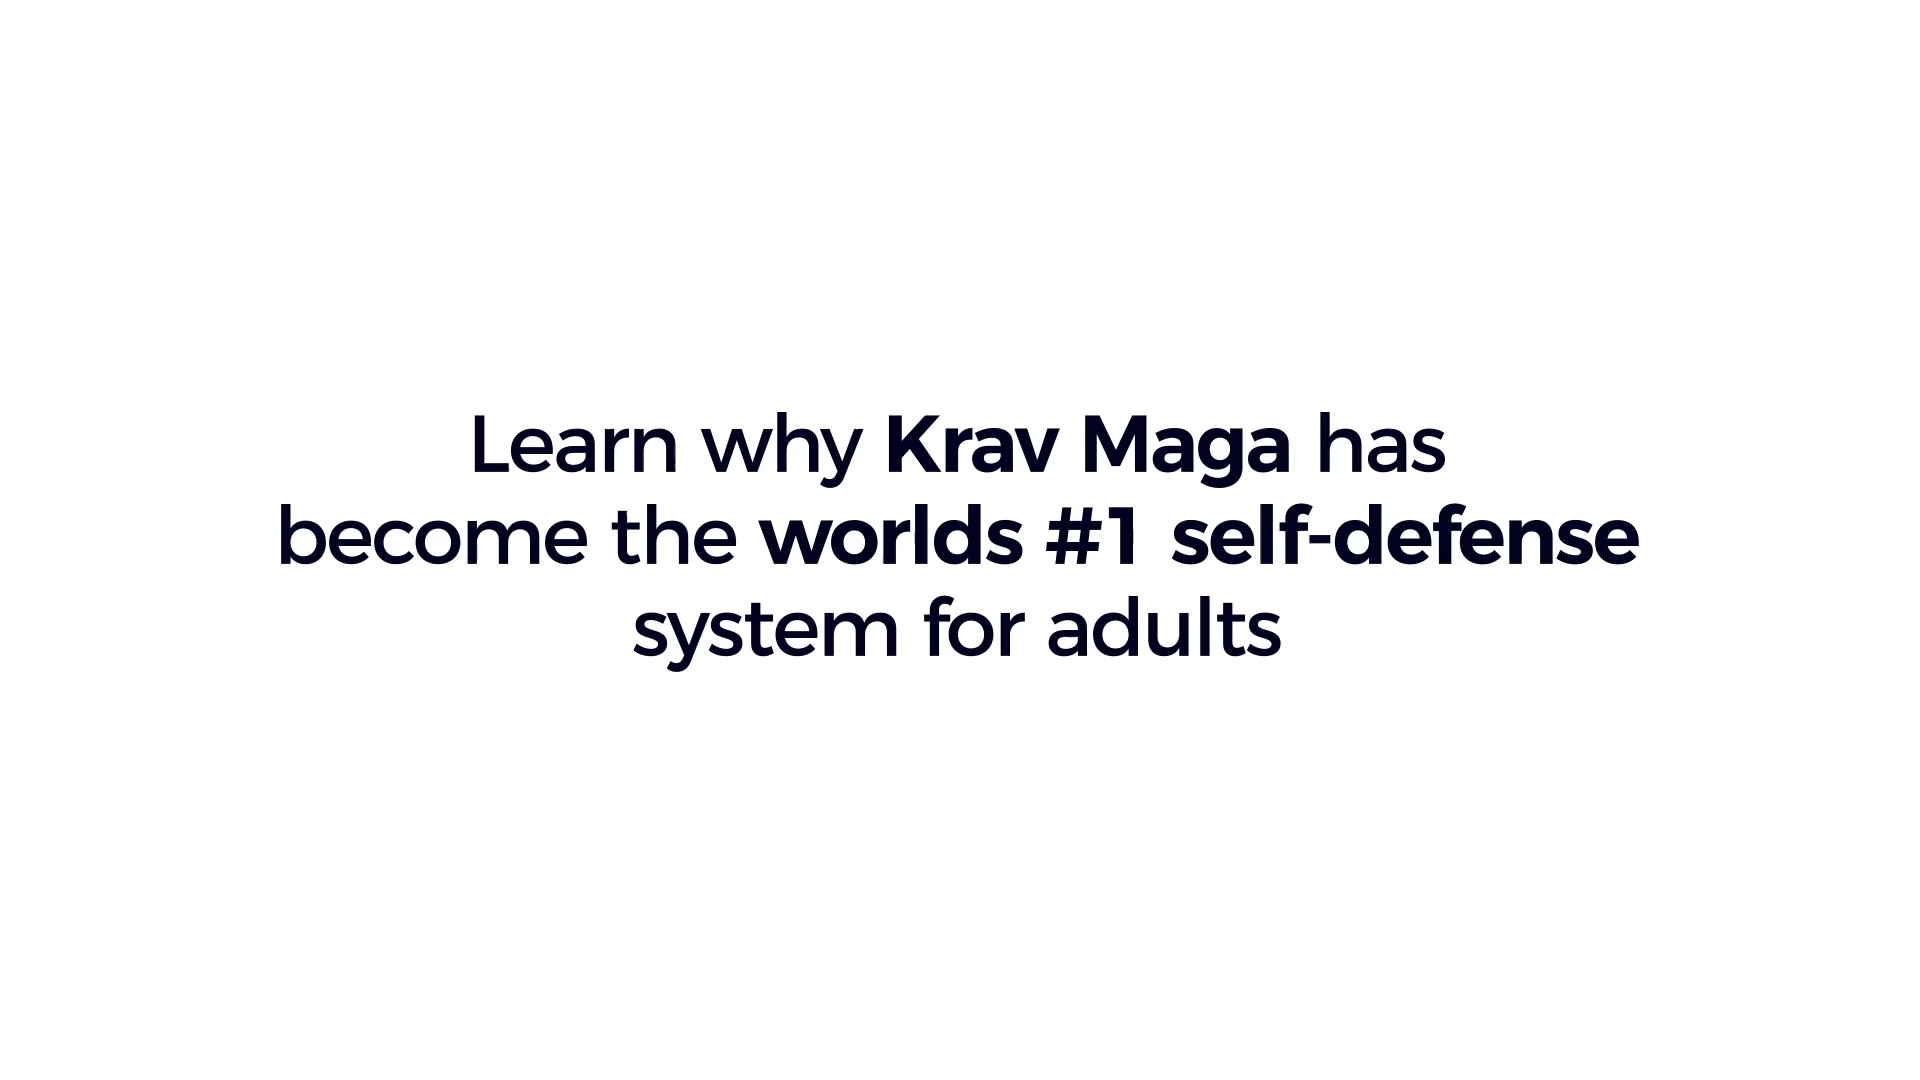 Learn why Krav Maga has
become the worlds #1 self-defense
system for adults